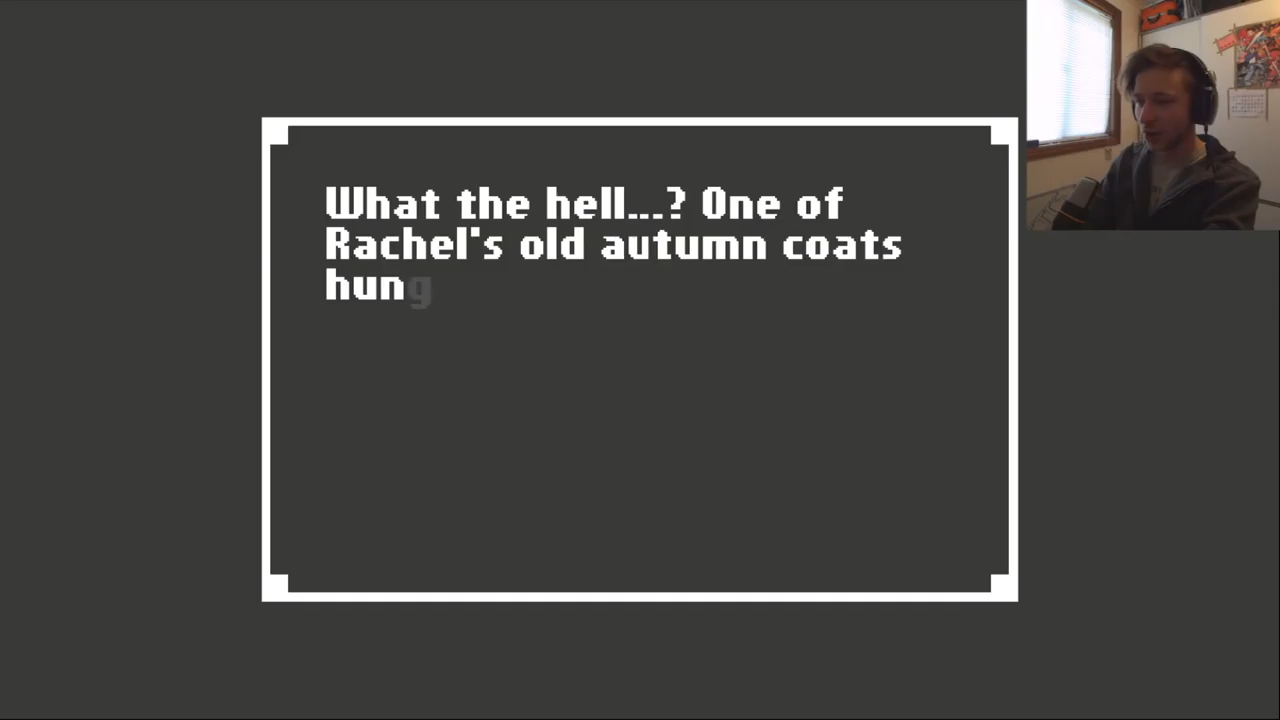 What the hell...? One of
Rachel's old autumn coats
hung